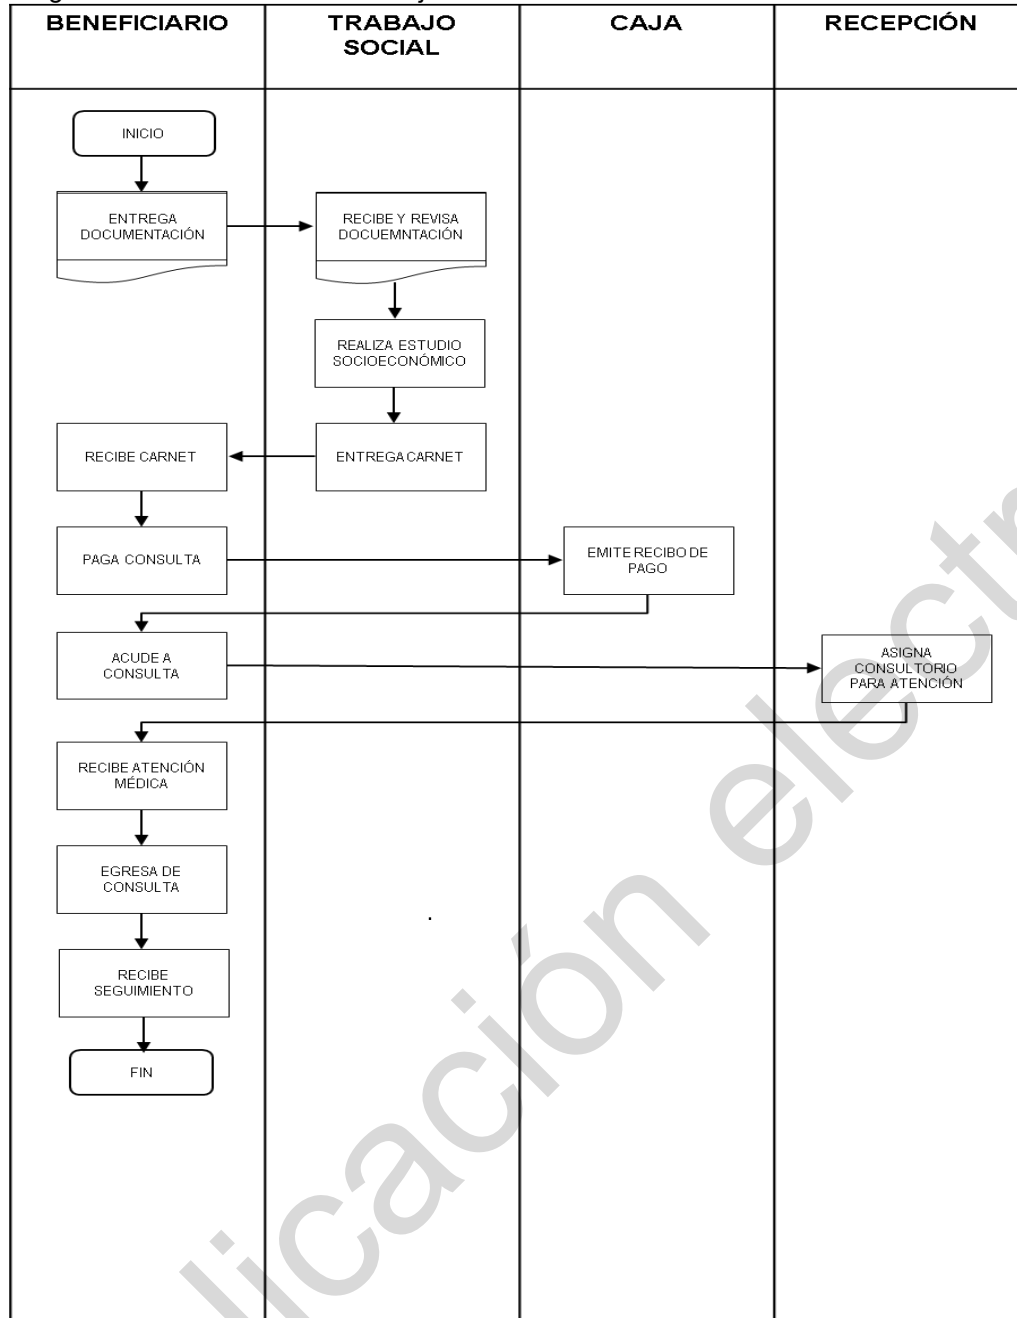 BENEFICIARIO
TRABAJO
SOCIAL
CAJA
RECEPCIÓN
INICIO
ENTREGA
DOCUMENTACIÓN
RECIBE Y REVISA
DOCUEMNTACIÓN
REALIZA ESTUDIO
SOCIOECONÓMICO
RECIBE CARNET
ENTREGA CARNET
PAGA CONSULTA
EMITE RECIBO DE
PAGO
ACUDE A
CONSULTA
ASIGNA
CONSULTORIO
PARA ATENCIÓN
RECIBE ATENCIÓN
MÉDICA
EGRESA DE
CONSULTA
.
RECIBE
SEGUIMIENTO
FIN